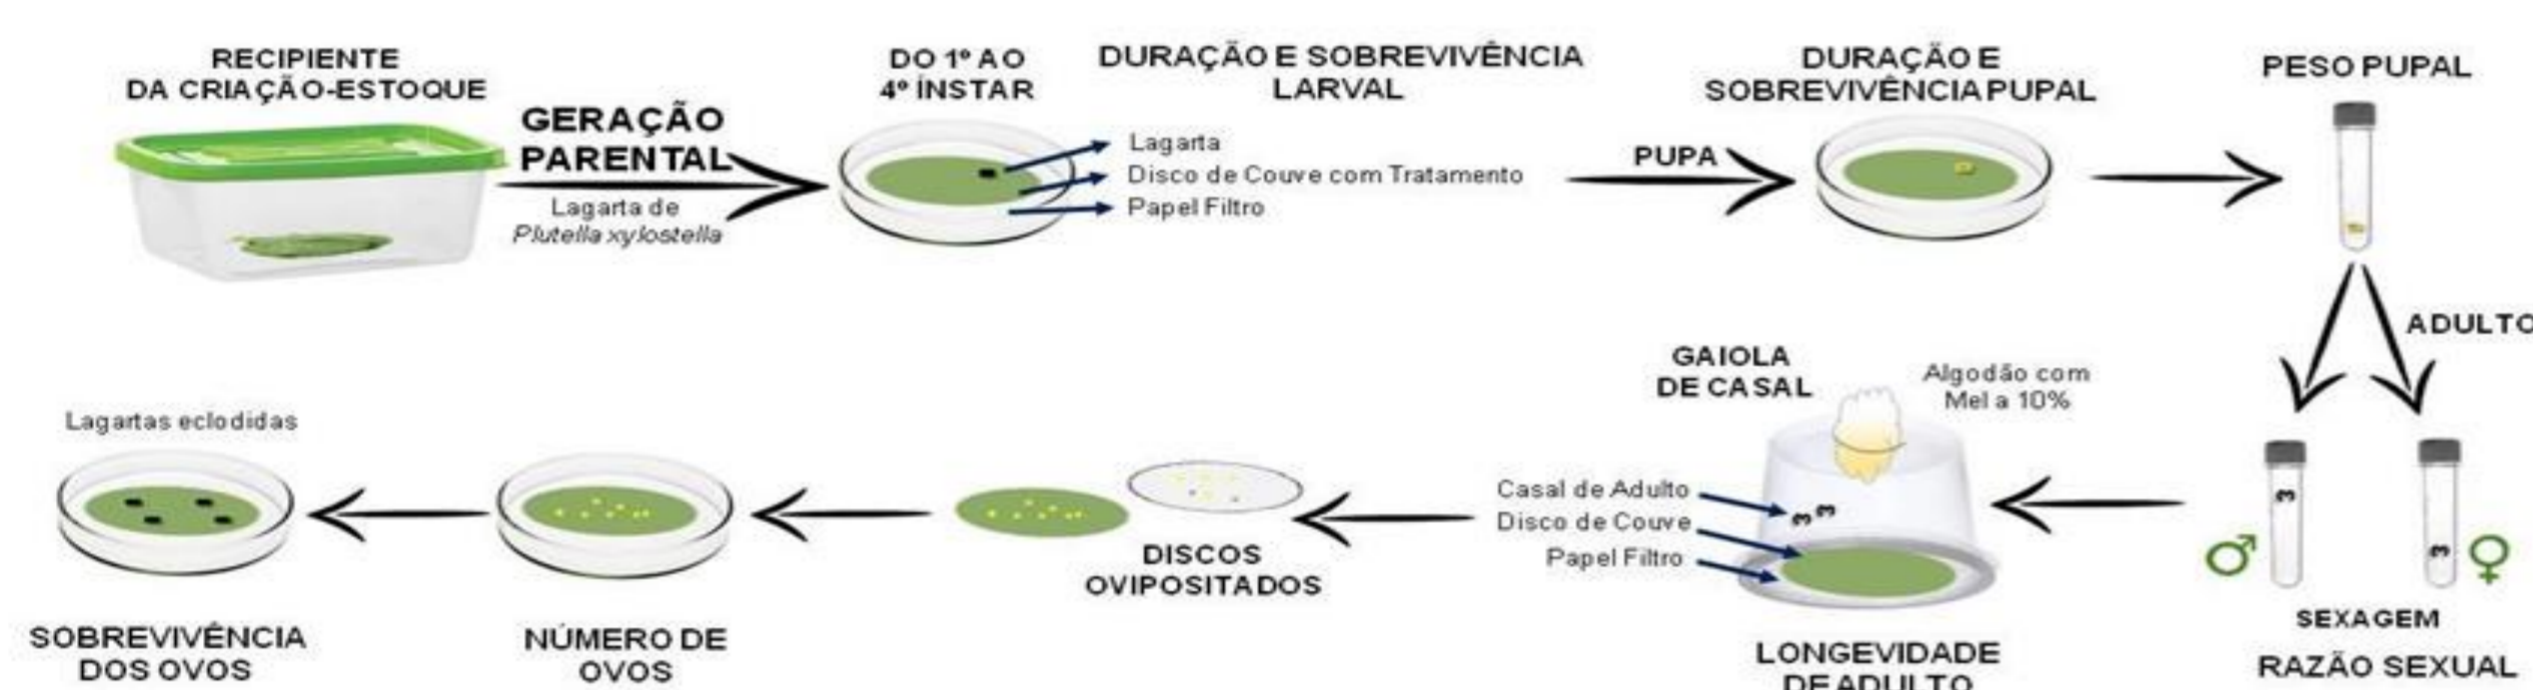 RECIPIENTE
DA CRIAÇÃO-ESTOQUE
GERAÇÃO
PARENTAL
Lagarta de
Plutella xylostella
DO 1º AO
4º ÍNSTAR
DURAÇÃO E SOBREVIVÊNCIA
LARVAL
Lagarta
Disco de Couve com Tratamento
Papel Filtro
PUPA
DURAÇÃO E
SOBREVIVÊNCIA PUPAL
PESO PUPAL
ADULTO
SEXAGEM
RAZÃO SEXUAL
GAIOLA
DE CASAL
Algodão com
Mel a 10%
Casal de Adulto
Disco de Couve
Papel Filtro
LONGEVIDADE
DE ADULTO
DISCOS
OVIPOSITADOS
NÚMERO DE
OVOS
Lagartas eclodidas
SOBREVIVÊNCIA
DOS OVOS